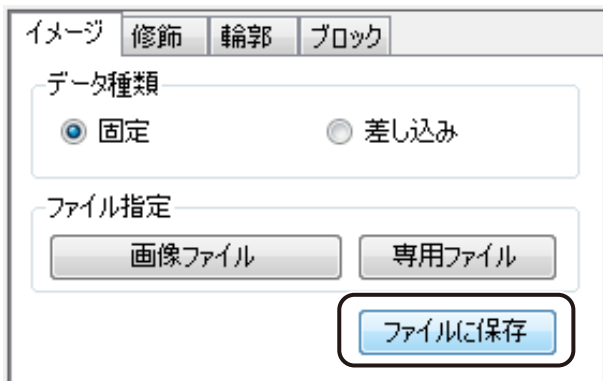 イメージ 修飾 輪郭 ブロック
データ種類
固定 差し込み
ファイル指定
画像ファイル 専用ファイル
ファイルに保存